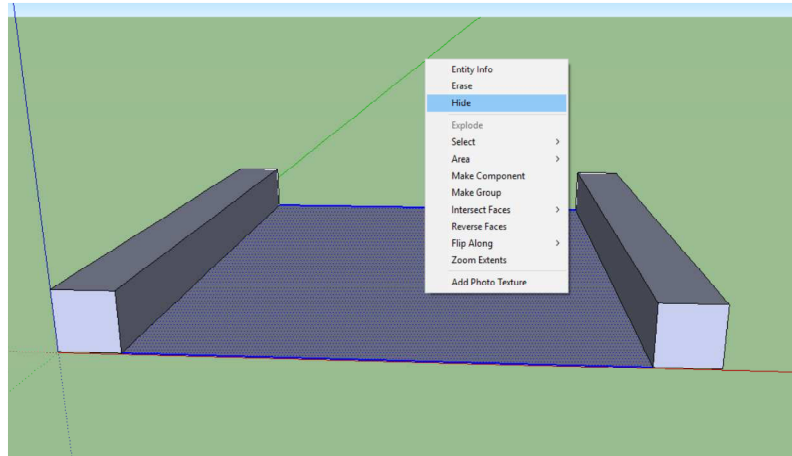 Entity Info
Erase
Hide
Explode
Select
Area
Make Component
Make Group
Intersect Faces
Reverse Faces
Flip Along
Zoom Extents
Add Photo Texture